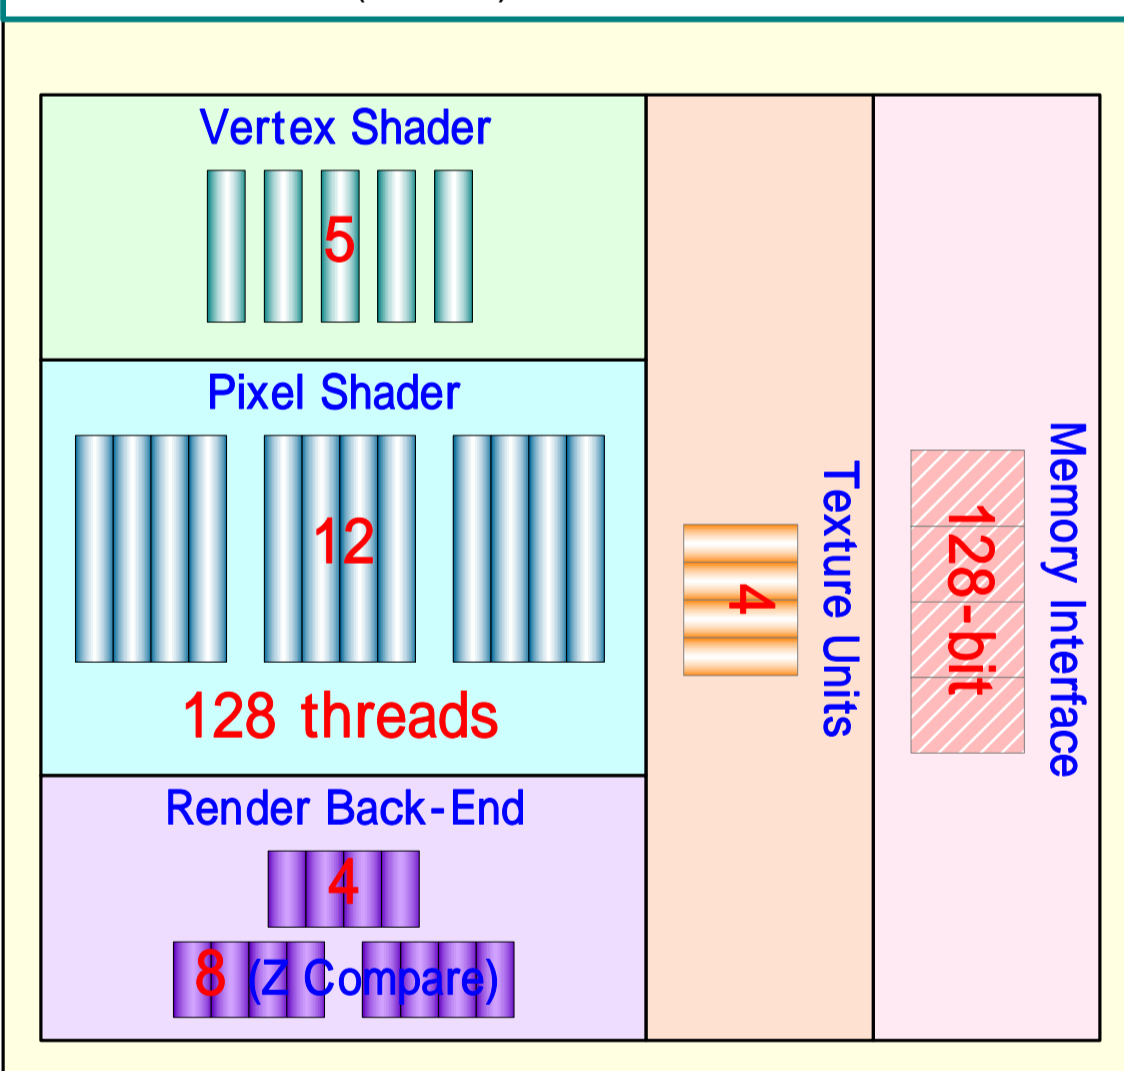 Vertex Shader
5
Pixel Shader
12
128 threads
Render Back-End
4
8 (Z Compare)
Texture Units
4
Memory Interface
128-bit